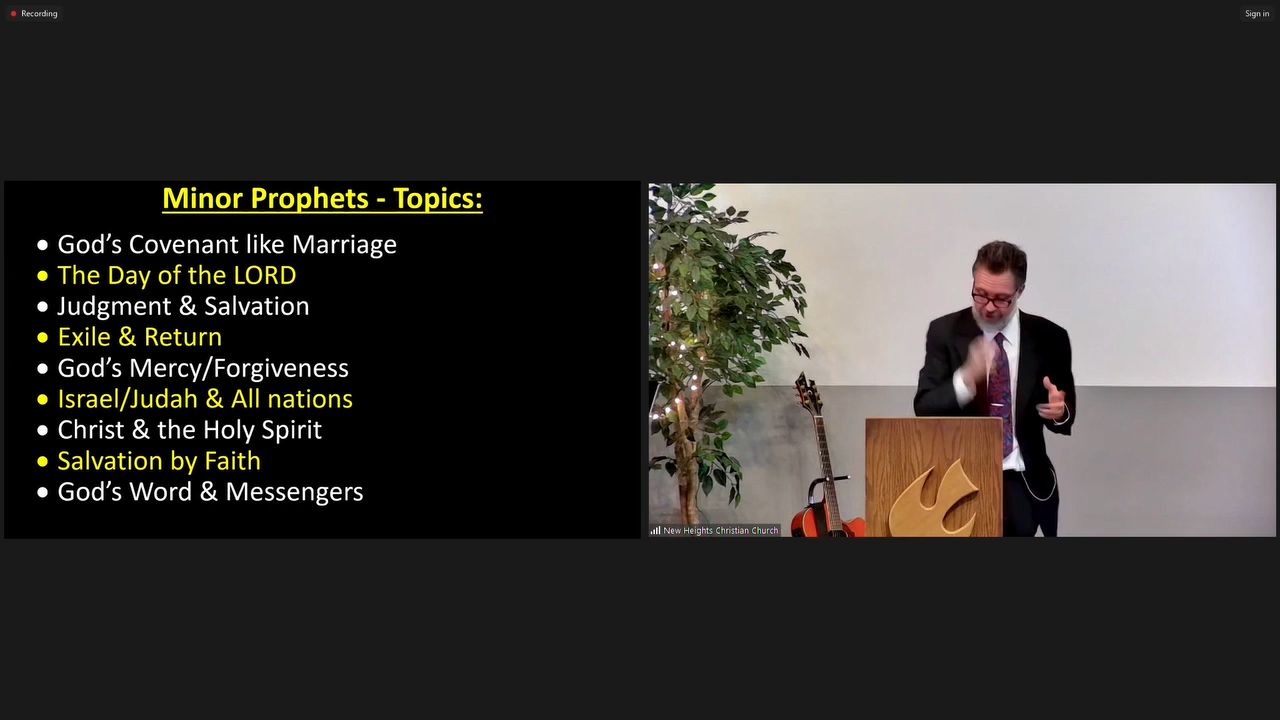 Recording
Sign in
Minor Prophets - Topics:
• God's Covenant like Marriage
• The Day of the LORD
• Judgment & Salvation
• Exile & Return
• God's Mercy/Forgiveness
• Israel/Judah & All nations
• Christ & the Holy Spirit
• Salvation by Faith
• God's Word & Messengers
New Heights Christian Church